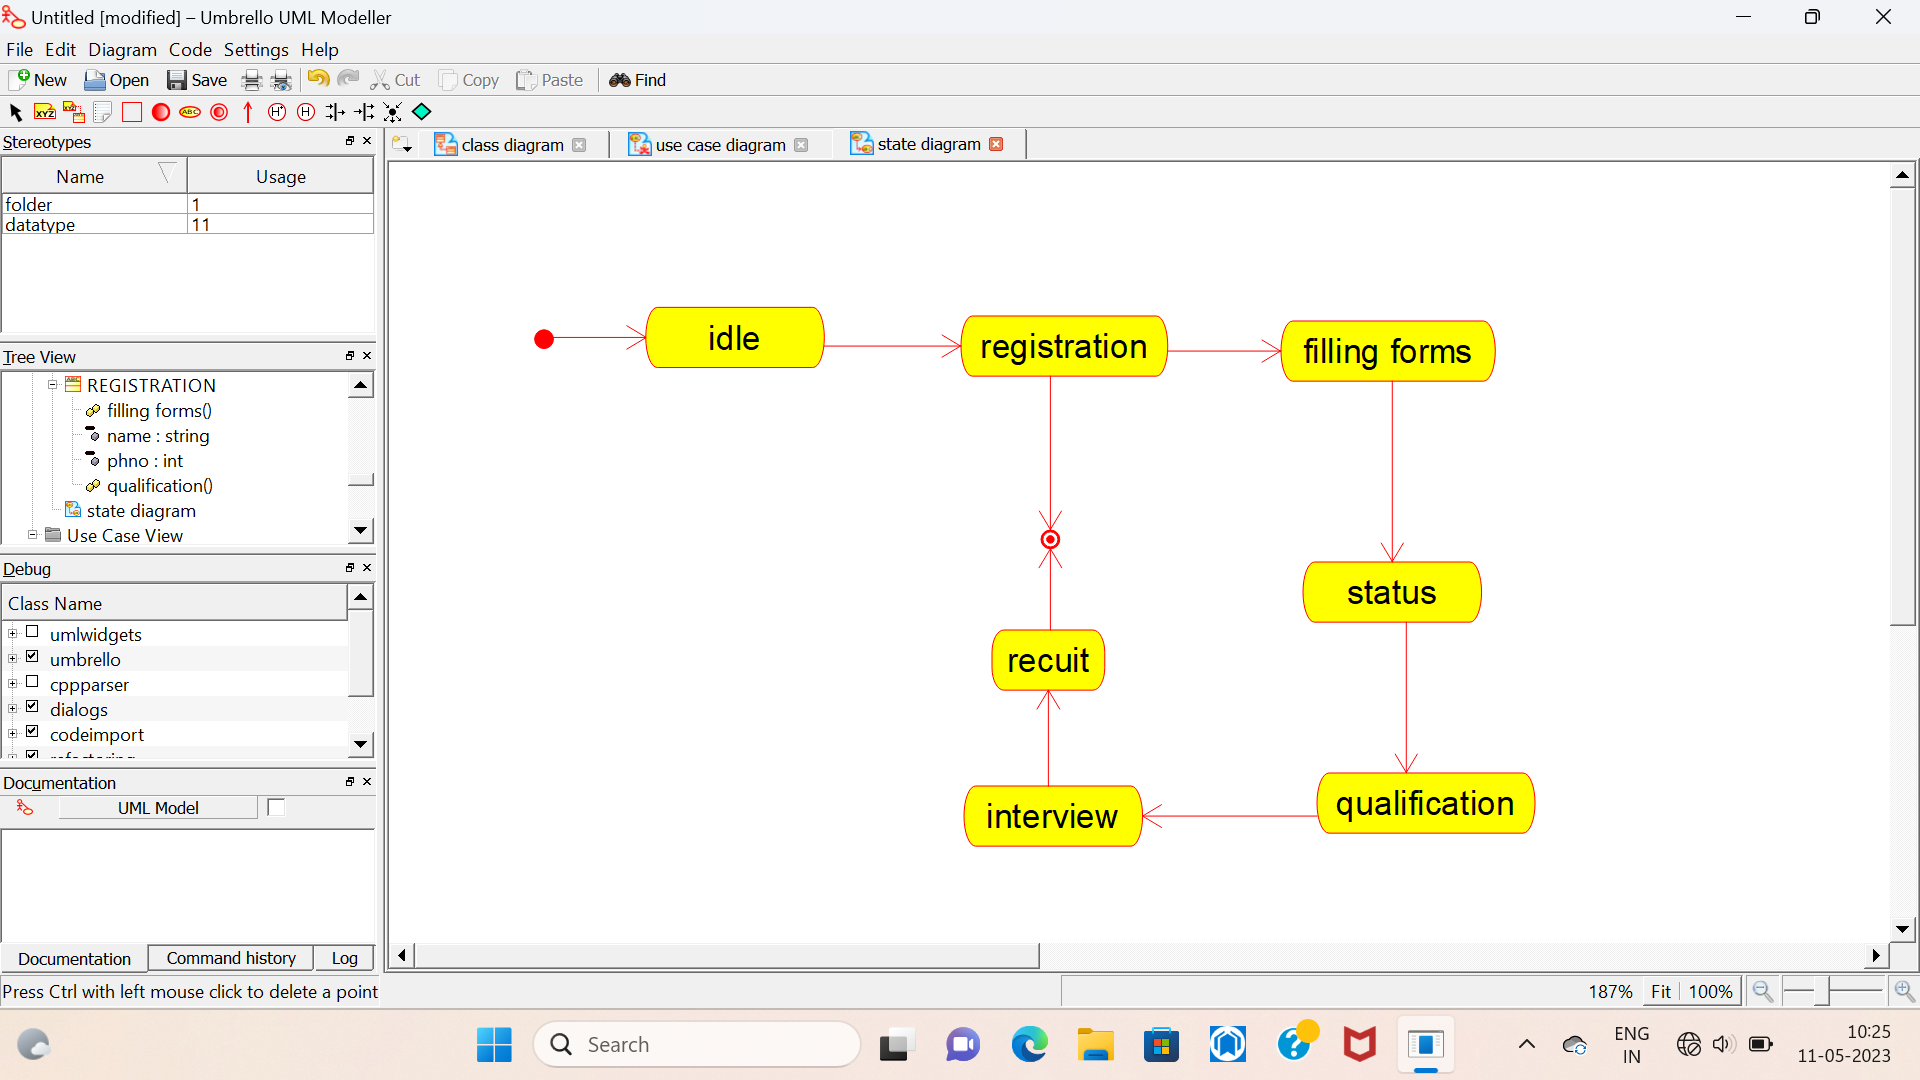 Untitled [modified] – Umbrello UML Modeller
File Edit Diagram Code Settings Help
New Open Save Cut Copy Paste Find
XYZ XYZ ABC H* H
Stereotypes
Name Usage
folder 1
datatype 11
Tree View
REGISTRATION
filling forms()
name : string
phno : int
qualification()
state diagram
Use Case View
Debug
Class Name
umlwidgets
umbrello
cppparser
dialogs
codeimport
refactoring
Documentation
UML Model
Documentation Command history Log
Press Ctrl with left mouse click to delete a point
class diagram use case diagram state diagram
idle
registration
filling forms
status
recuit
interview
qualification
187% Fit 100%
Search
ENG
IN
10:25
11-05-2023